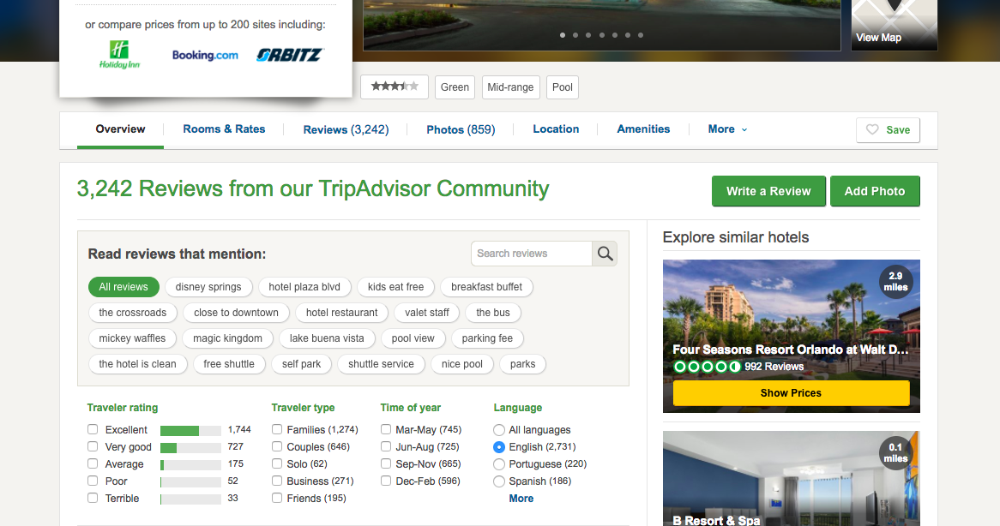 or compare prices from up to 200 sites including:
Holiday Inn
Booking.com
ORBITZ
View Map
Green
Mid-range
Pool
Overview
Rooms & Rates
Reviews (3,242)
Photos (859)
Location
Amenities
More
Save
3,242 Reviews from our TripAdvisor Community
Write a Review
Add Photo
Read reviews that mention:
Search reviews
All reviews
disney springs
hotel plaza blvd
kids eat free
breakfast buffet
the crossroads
close to downtown
hotel restaurant
valet staff
the bus
mickey waffles
magic kingdom
lake buena vista
pool view
parking fee
the hotel is clean
free shuttle
self park
shuttle service
nice pool
parks
Traveler rating
Excellent 1,744
Very good 727
Average 175
Poor 52
Terrible 33
Traveler type
Families (1,274)
Couples (646)
Solo (62)
Business (271)
Friends (195)
Time of year
Mar-May (745)
Jun-Aug (725)
Sep-Nov (665)
Dec-Feb (596)
Language
All languages
English (2,731)
Portuguese (220)
Spanish (186)
More
Explore similar hotels
2.9
miles
Four Seasons Resort Orlando at Walt D...
992 Reviews
Show Prices
0.1
miles
B Resort & Spa